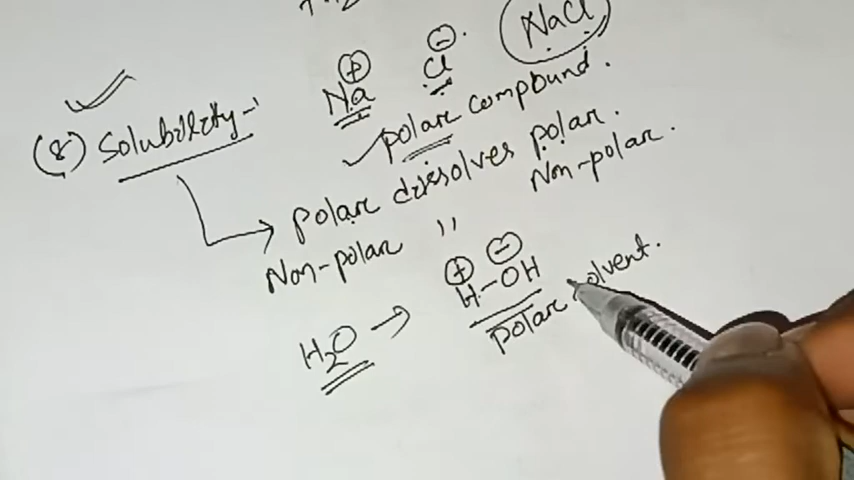 NaCl
⊕ ⊖
Na Cl
(8) Solubility-
polar compound.
polar dissolves polar.
Non-polar " Non-polar.
⊕ ⊖
H2O → H-OH
polar solvent.